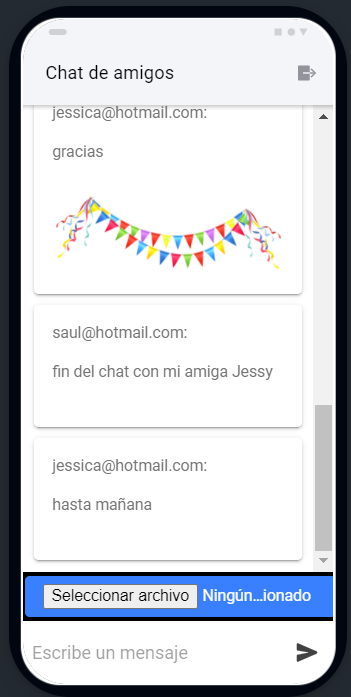 Chat de amigos
jessica@hotmail.com:
gracias
saul@hotmail.com:
fin del chat con mi amiga Jessy
jessica@hotmail.com:
hasta mañana
Seleccionar archivo Ningún...ionado
Escribe un mensaje